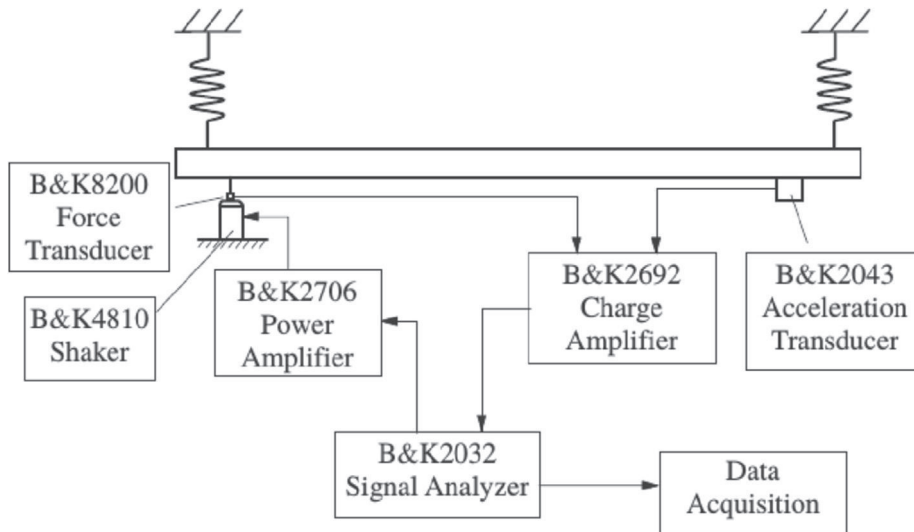 B&K8200
Force
Transducer
B&K4810
Shaker
B&K2706
Power
Amplifier
B&K2692
Charge
Amplifier
B&K2043
Acceleration
Transducer
B&K2032
Signal Analyzer
Data
Acquisition